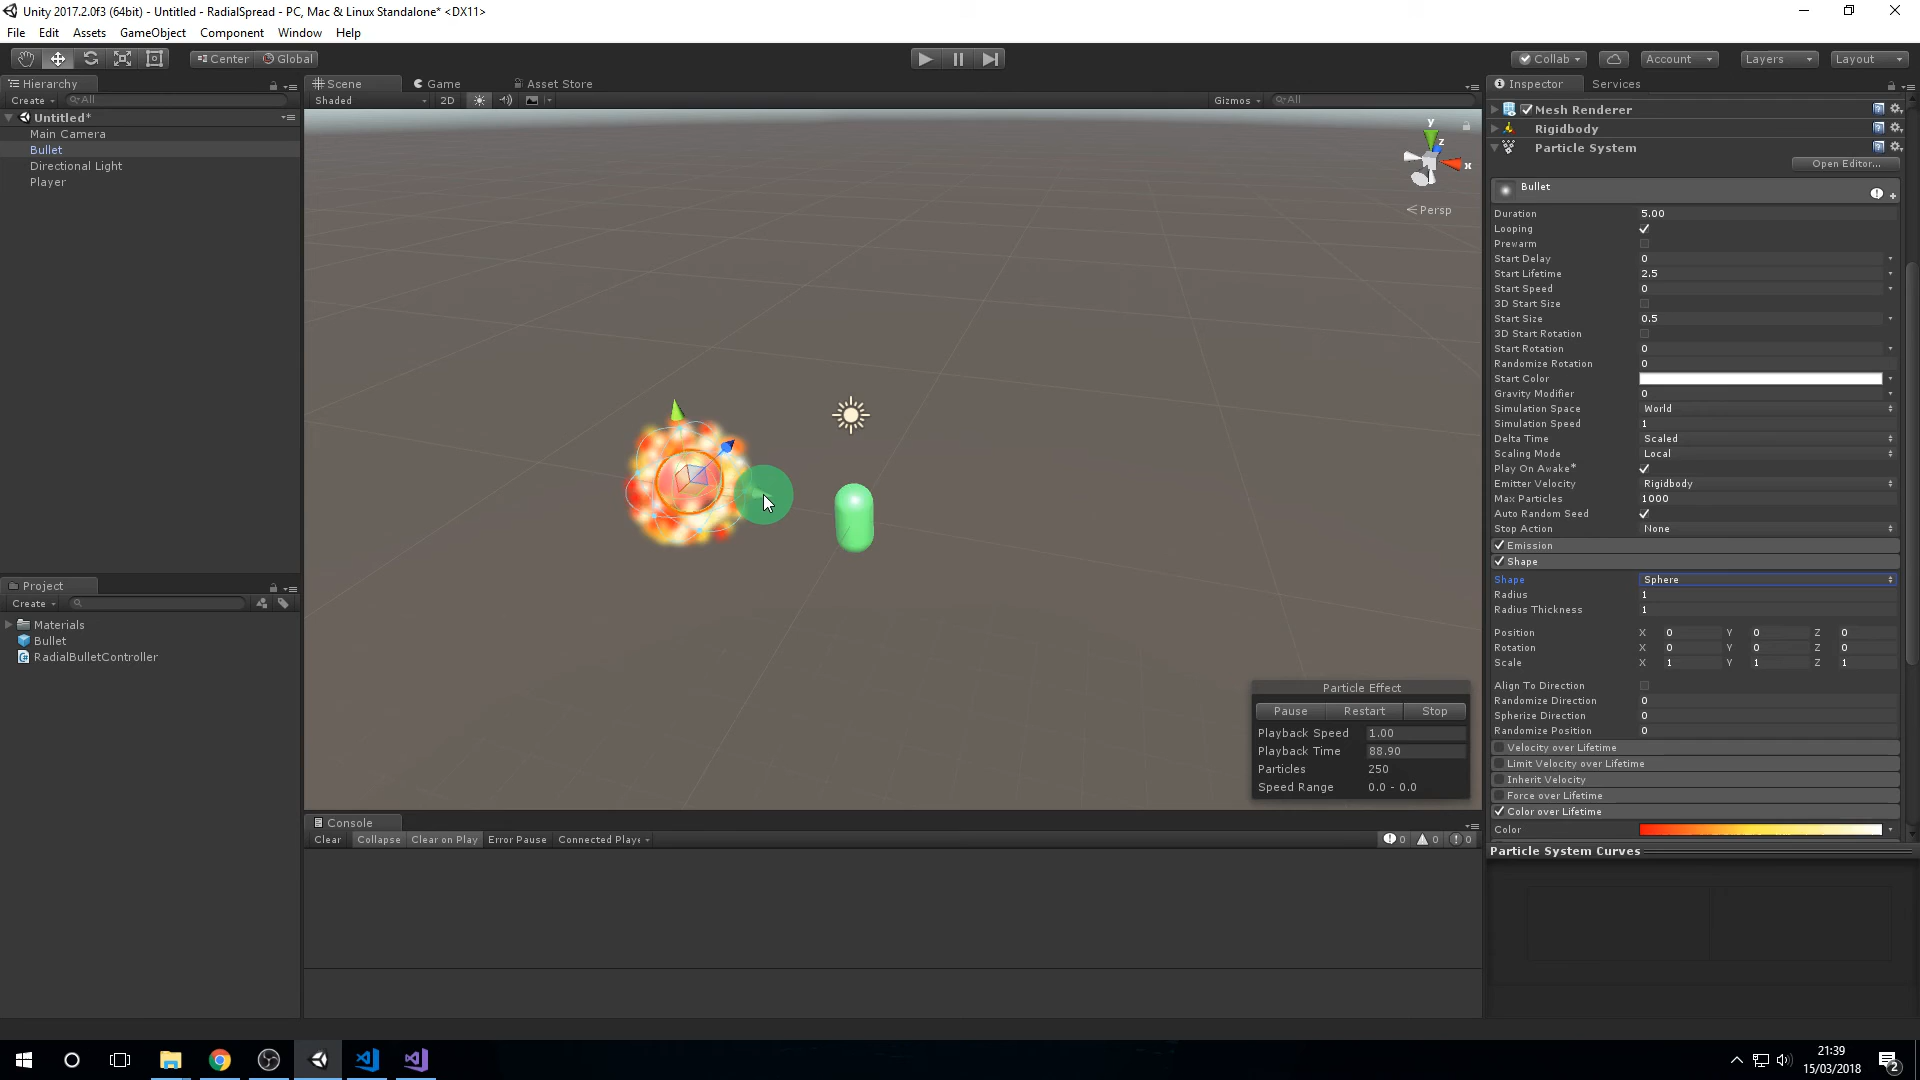 Unity 2017.2.0f3 (64bit) - Untitled - RadialSpread - PC, Mac & Linux Standalone* <DX11>
File Edit Assets GameObject Component Window Help
Center Global Collab Account Layers Layout
Hierarchy
Create All
Untitled*
Main Camera
Bullet
Directional Light
Player
Project
Create
Materials
Bullet
RadialBulletController
Scene Game Asset Store
Shaded 2D Gizmos All
y
z
x
Persp
Particle Effect
Pause Restart Stop
Playback Speed 1.00
Playback Time 88.90
Particles 250
Speed Range 0.0 - 0.0
Console
Clear Collapse Clear on Play Error Pause Connected Playe 0 0 0
Inspector Services
Mesh Renderer
Rigidbody
Particle System
Open Editor...
Bullet
Duration 5.00
Looping
Prewarm
Start Delay 0
Start Lifetime 2.5
Start Speed 0
3D Start Size
Start Size 0.5
3D Start Rotation
Start Rotation 0
Randomize Rotation 0
Start Color
Gravity Modifier 0
Simulation Space World
Simulation Speed 1
Delta Time Scaled
Scaling Mode Local
Play On Awake*
Emitter Velocity Rigidbody
Max Particles 1000
Auto Random Seed
Stop Action None
Emission
Shape
Shape Sphere
Radius 1
Radius Thickness 1
Position X 0 Y 0 Z 0
Rotation X 0 Y 0 Z 0
Scale X 1 Y 1 Z 1
Align To Direction
Randomize Direction 0
Spherize Direction 0
Randomize Position 0
Velocity over Lifetime
Limit Velocity over Lifetime
Inherit Velocity
Force over Lifetime
Color over Lifetime
Color
Particle System Curves
21:39
15/03/2018
2